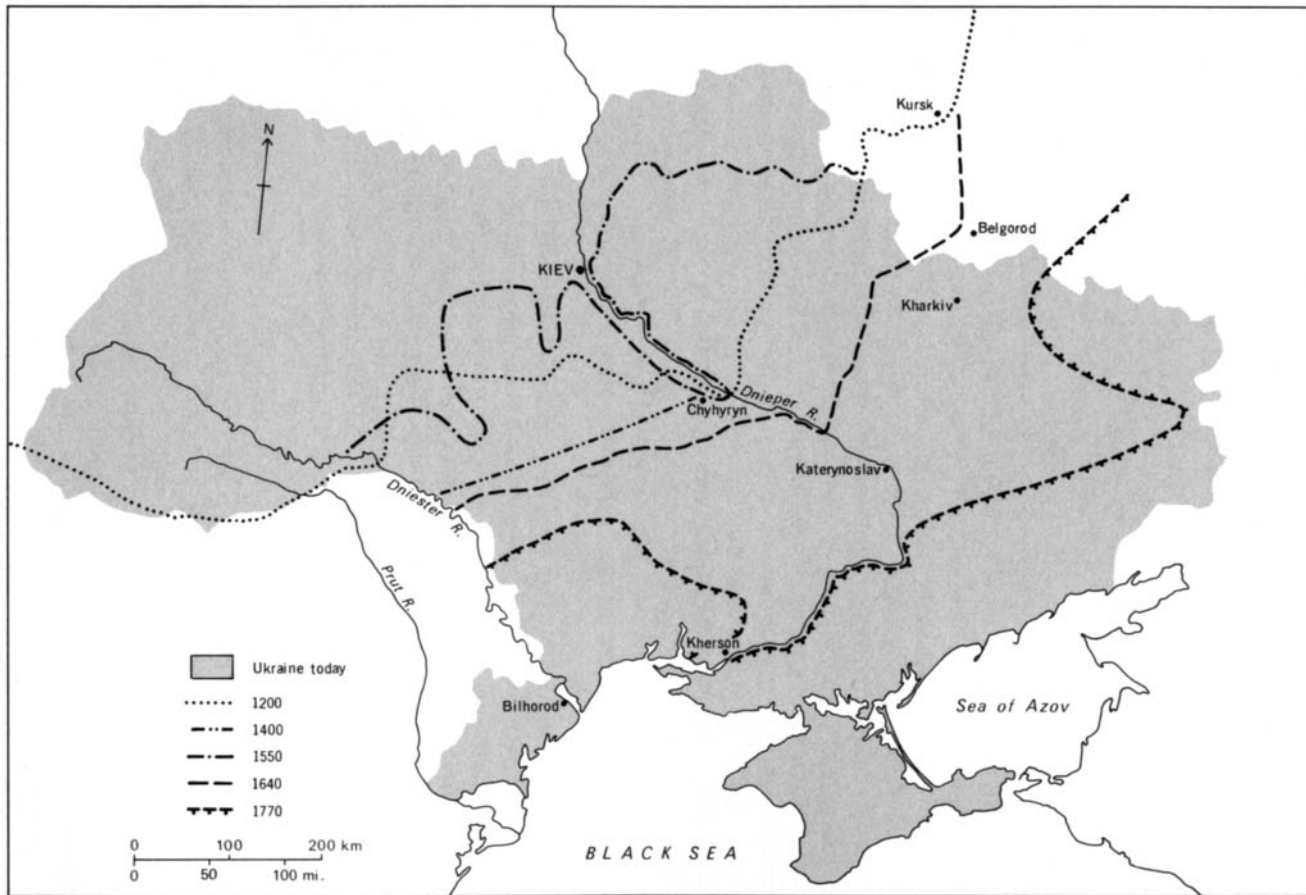 Kursk
N
Belgorod
KIEV
Kharkiv
Dnieper R.
Chyhyryn
Katerynoslav
Dniester R.
Prut R.
Kherson
Ukraine today
1200
Bilhorod
Sea of Azov
1400
1550
1640
1770
0 100 200 km
0 50 100 mi.
BLACK SEA